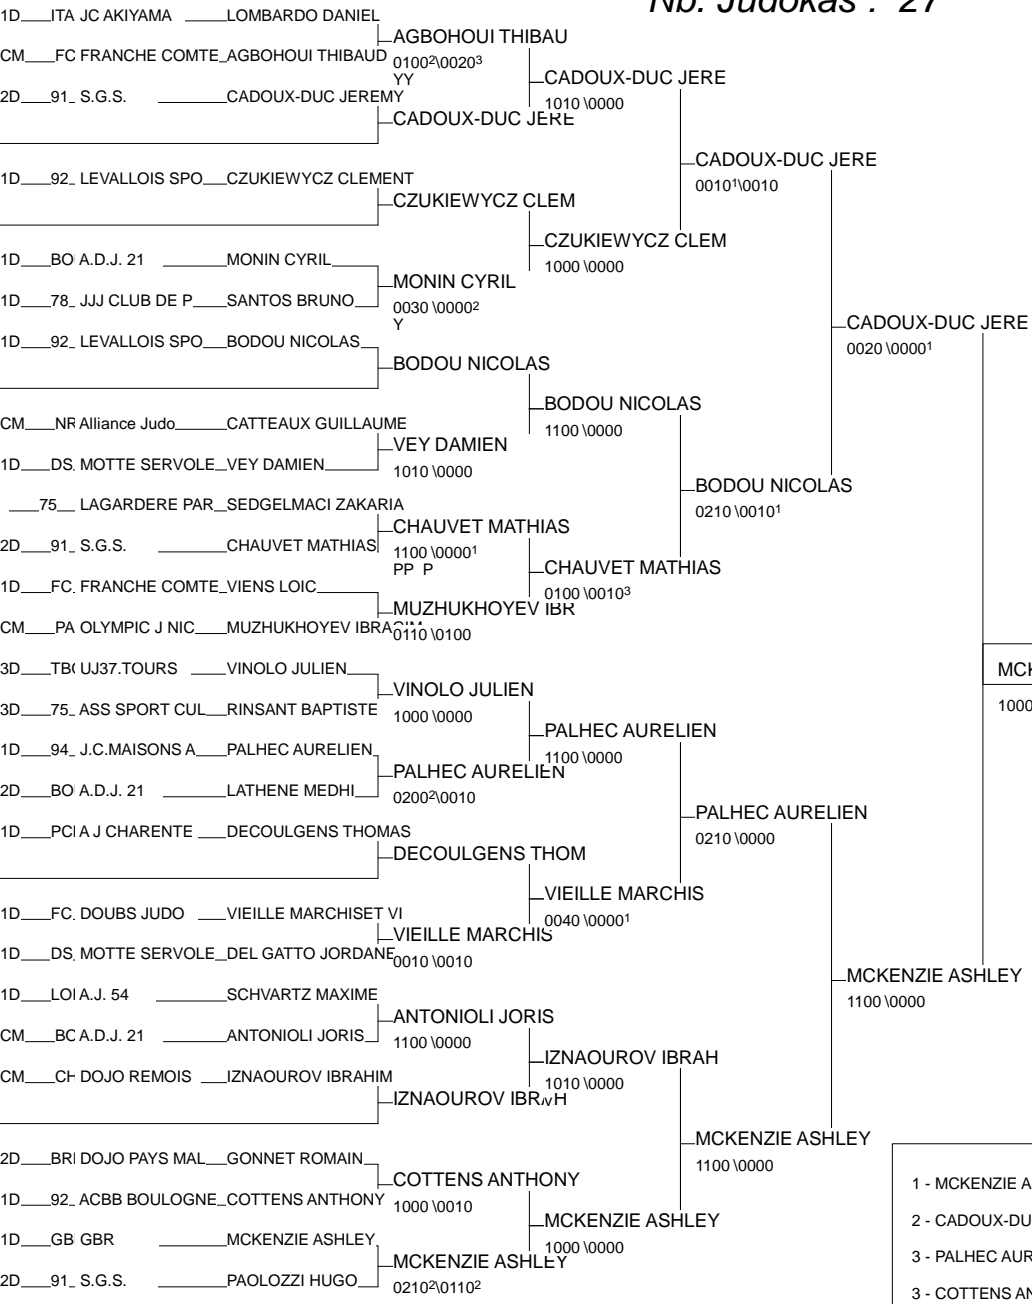 Nb. Judokas : 27
1D ITA JC AKIYAMA LOMBARDO DANIEL
AGBOHOUI THIBAU
CM FC FRANCHE COMTE AGBOHOUI THIBAUD
0100²\0020³
YY
CADOUX-DUC JERE
2D 91 S.G.S. CADOUX-DUC JEREMY
1010 \0000
CADOUX-DUC JERE
CADOUX-DUC JERE
0010¹\0010
1D 92 LEVALLOIS SPO CZUKIEWYCZ CLEMENT
CZUKIEWYCZ CLEM
CZUKIEWYCZ CLEM
1000 \0000
1D BO A.D.J. 21 MONIN CYRIL
MONIN CYRIL
1D 78 JJJ CLUB DE P SANTOS BRUNO
0030 \0000²
Y
CADOUX-DUC JERE
0020 \0000¹
1D 92 LEVALLOIS SPO BODOU NICOLAS
BODOU NICOLAS
BODOU NICOLAS
1100 \0000
CM NR Alliance Judo CATTEAUX GUILLAUME
VEY DAMIEN
1D DS MOTTE SERVOLE VEY DAMIEN
1010 \0000
BODOU NICOLAS
0210 \0010¹
75 LAGARDERE PAR SEDGELMACI ZAKARIA
CHAUVET MATHIAS
2D 91 S.G.S. CHAUVET MATHIAS
1100 \0000¹
PP P
CHAUVET MATHIAS
0100 \0010³
1D FC FRANCHE COMTE VIENS LOIC
MUZHUKHOYEV IBR
CM PA OLYMPIC J NIC MUZHUKHOYEV IBRAGIM
0110 \0100
3D TB UJ37.TOURS VINOLO JULIEN
MCK
VINOLO JULIEN
1000
3D 75 ASS SPORT CUL RINSANT BAPTISTE
1000 \0000
PALHEC AURELIEN
1100 \0000
1D 94 J.C.MAISONS A PALHEC AURELIEN
PALHEC AURELIEN
2D BO A.D.J. 21 LATHENE MEDHI
0200²\0010
PALHEC AURELIEN
0210 \0000
1D PC A J CHARENTE DECOULGENS THOMAS
DECOULGENS THOM
VIEILLE MARCHIS
0040 \0000¹
1D FC DOUBS JUDO VIEILLE MARCHISET VI
VIEILLE MARCHIS
1D DS MOTTE SERVOLE DEL GATTO JORDANE
0010 \0010
MCKENZIE ASHLEY
1100 \0000
1D LO A.J. 54 SCHVARTZ MAXIME
ANTONIOLI JORIS
CM BO A.D.J. 21 ANTONIOLI JORIS
1100 \0000
IZNAOUROV IBRAH
1010 \0000
CM CH DOJO REMOIS IZNAOUROV IBRAHIM
IZNAOUROV IBRAH
MCKENZIE ASHLEY
1100 \0000
2D BR DOJO PAYS MAL GONNET ROMAIN
COTTENS ANTHONY
1D 92 ACBB BOULOGNE COTTENS ANTHONY
1000 \0010
MCKENZIE ASHLEY
1000 \0000
1D GB GBR MCKENZIE ASHLEY
MCKENZIE ASHLEY
2D 91 S.G.S. PAOLOZZI HUGO
0210²\0110²
1 - MCKENZIE A
2 - CADOUX-DU
3 - PALHEC AUR
3 - COTTENS AN